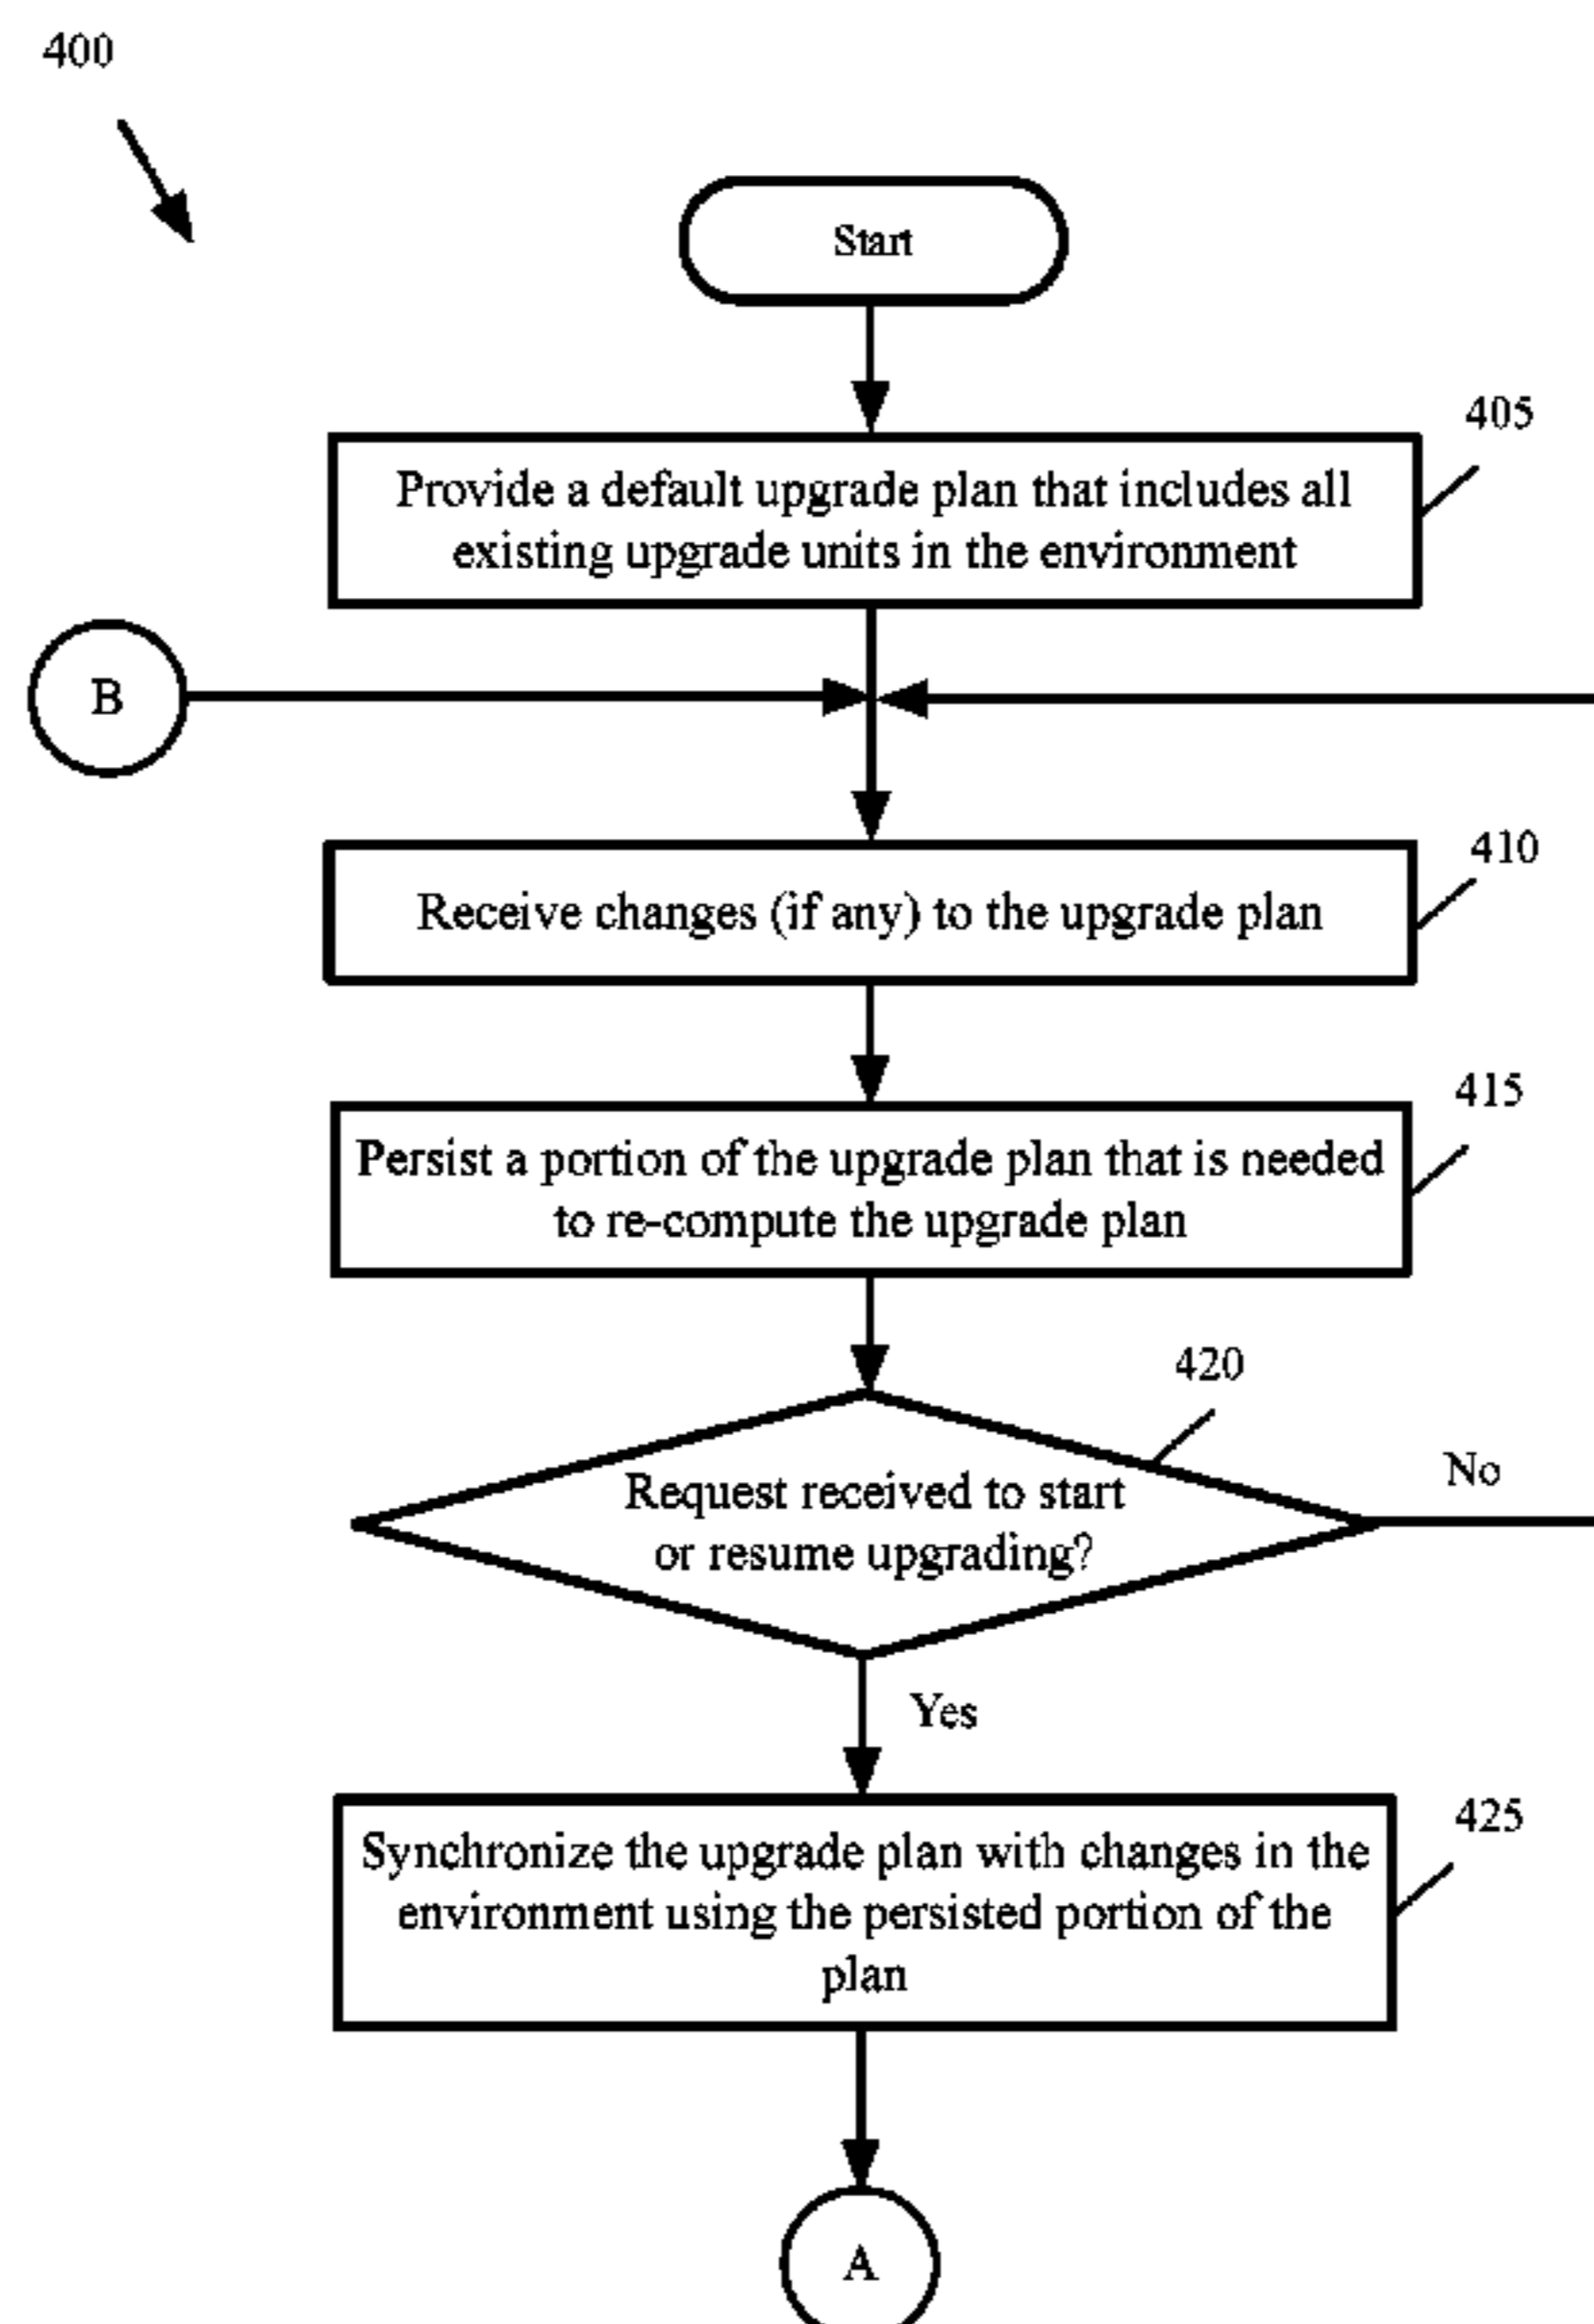 400
Start
405
Provide a default upgrade plan that includes all
existing upgrade units in the environment
B
410
Receive changes (if any) to the upgrade plan
415
Persist a portion of the upgrade plan that is needed
to re-compute the upgrade plan
420
Request received to start
or resume upgrading?
No
Yes
425
Synchronize the upgrade plan with changes in the
environment using the persisted portion of the
plan
A